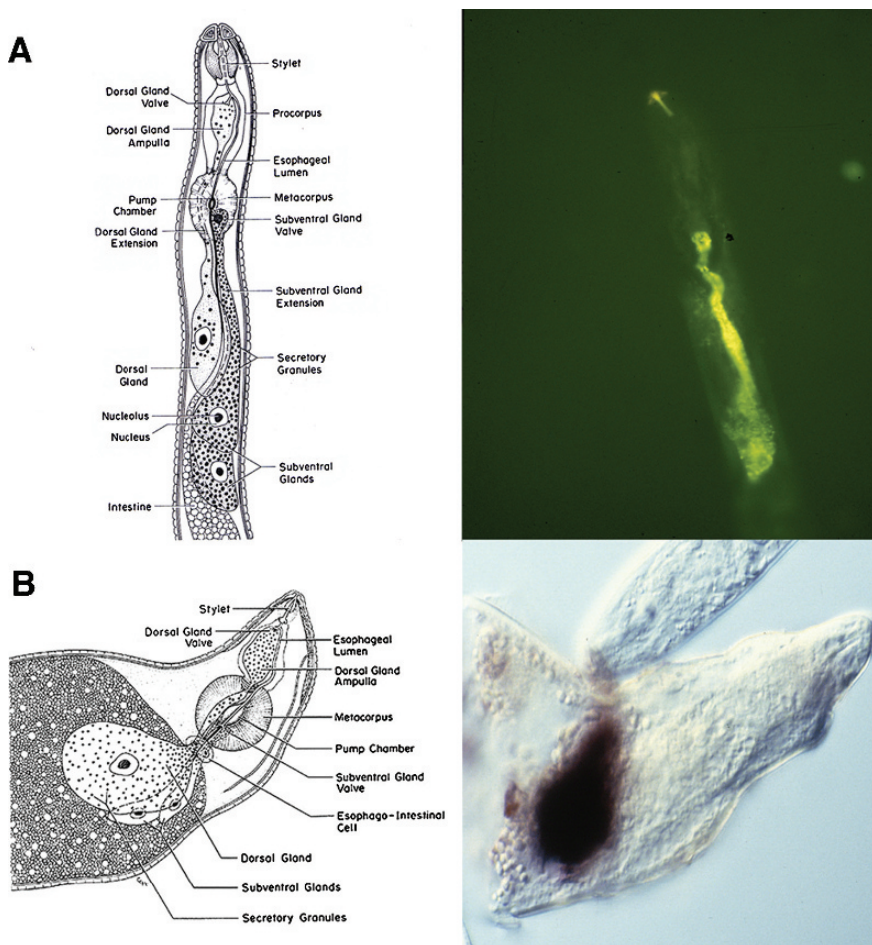 A
Stylet
Dorsal Gland
Valve
Procorpus
Dorsal Gland
Ampulla
Esophageal
Lumen
Pump
Chamber
Metacorpus
Subventral Gland
Valve
Dorsal Gland
Extension
Subventral Gland
Extension
Secretory
Granules
Dorsal
Gland
Nucleolus
Nucleus
Subventral
Glands
Intestine
B
Stylet
Dorsal Gland
Valve
Esophageal
Lumen
Dorsal Gland
Ampulla
Metacorpus
Pump Chamber
Subventral Gland
Valve
Esophago-Intestinal
Cell
Dorsal Gland
Subventral Glands
Secretory Granules